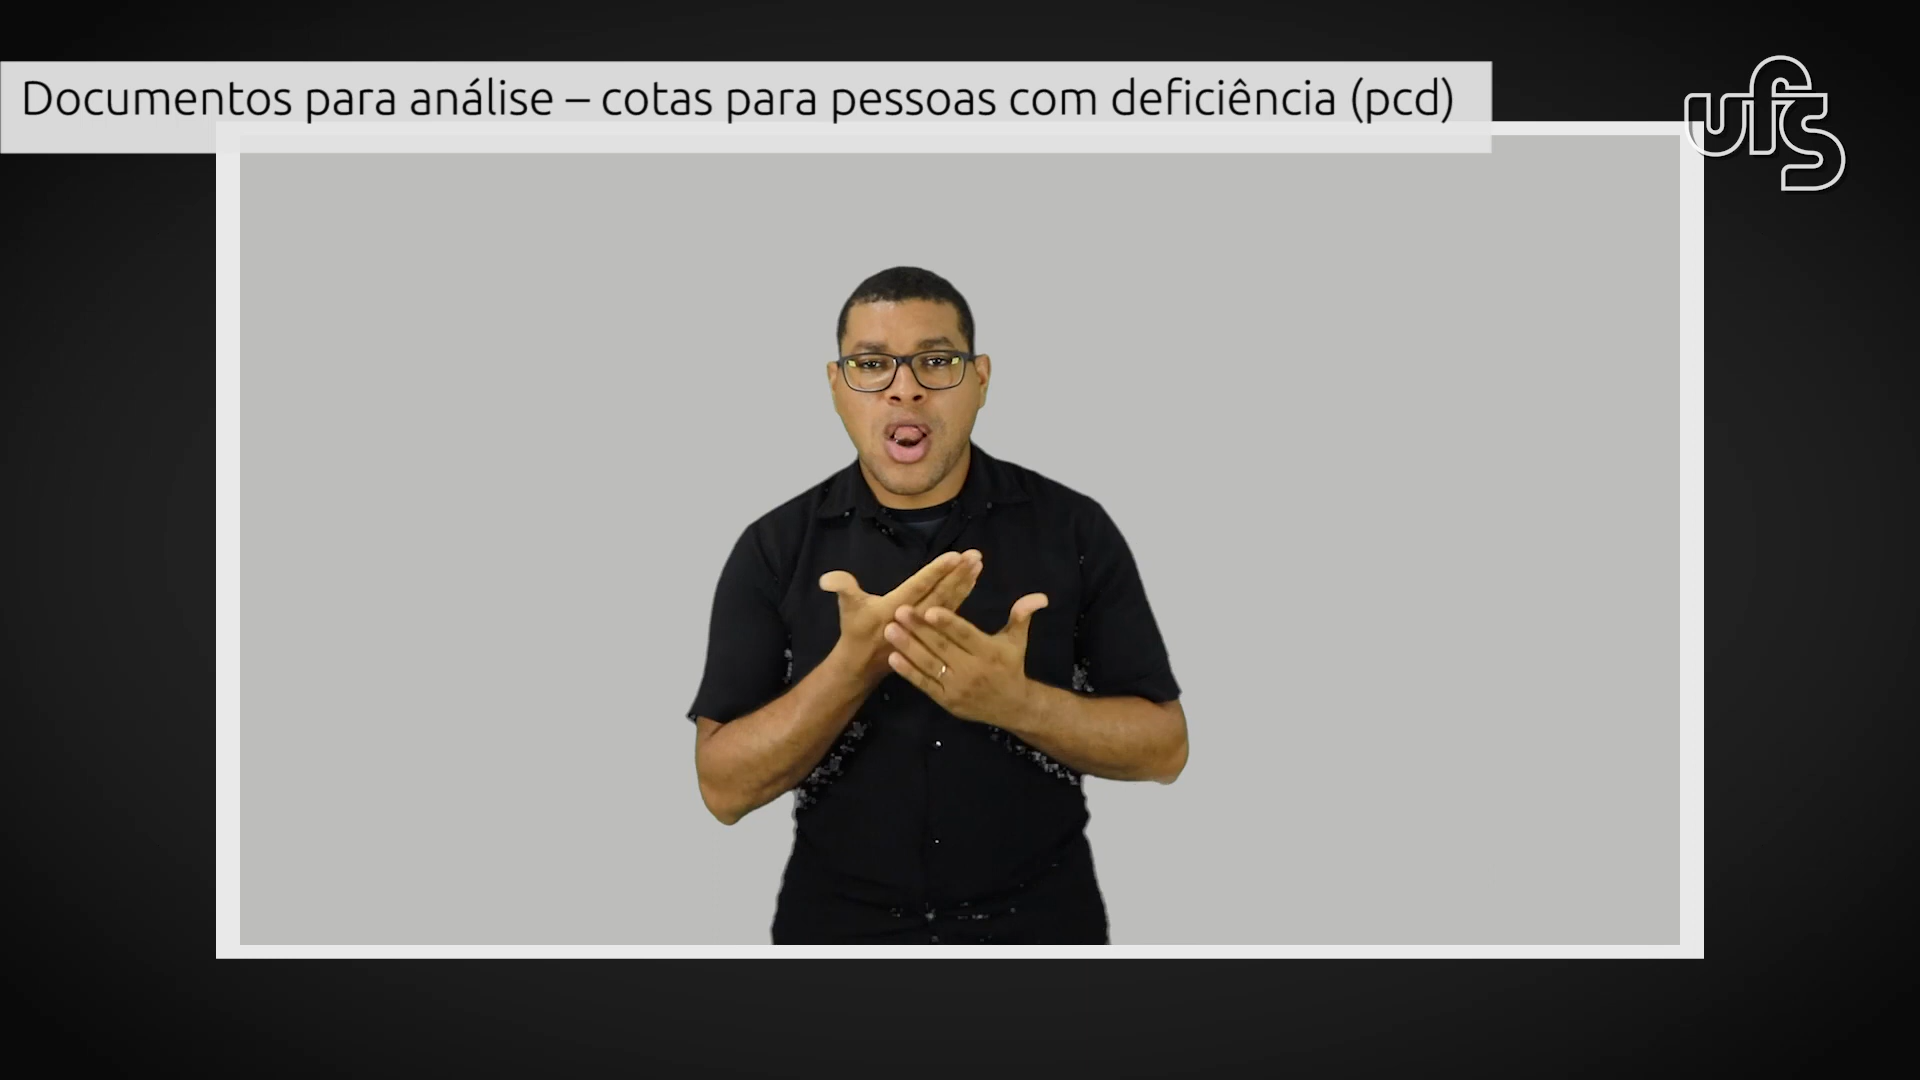 Documentos para análise – cotas para pessoas com deficiência (pcd)
ufs